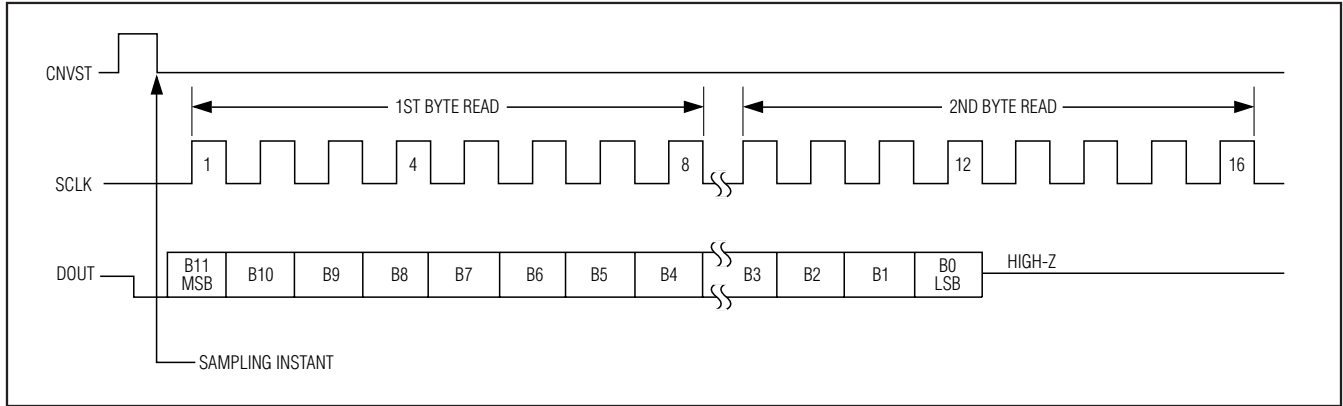 CNVST
1ST BYTE READ
2ND BYTE READ
SCLK
1
4
8
12
16
DOUT
B11
MSB
B10
B9
B8
B7
B6
B5
B4
B3
B2
B1
B0
LSB
HIGH-Z
SAMPLING INSTANT